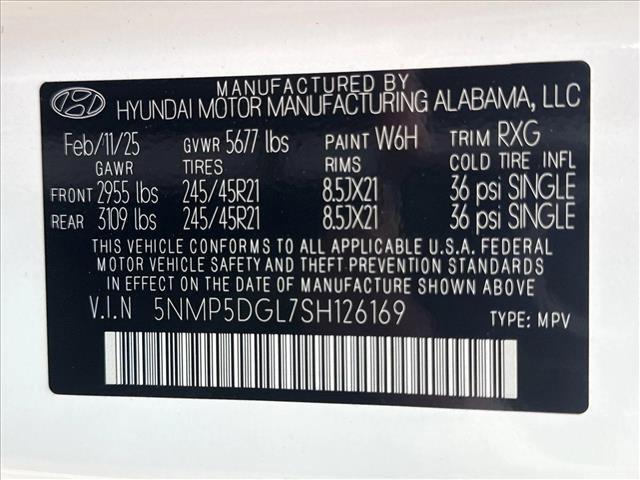 MANUFACTURED BY
HYUNDAI MOTOR MANUFACTURING ALABAMA, LLC
Feb/11/25 GVWR 5677 lbs PAINT W6H TRIM RXG
GAWR TIRES RIMS COLD TIRE INFL
FRONT 2955 lbs 245/45R21 8.5JX21 36 psi SINGLE
REAR 3109 lbs 245/45R21 8.5JX21 36 psi SINGLE
THIS VEHICLE CONFORMS TO ALL APPLICABLE U.S.A. FEDERAL
MOTOR VEHICLE SAFETY AND THEFT PREVENTION STANDARDS
IN EFFECT ON THE DATE OF MANUFACTURE SHOWN ABOVE.
V.I.N 5NMP5DGL7SH126169 TYPE: MPV